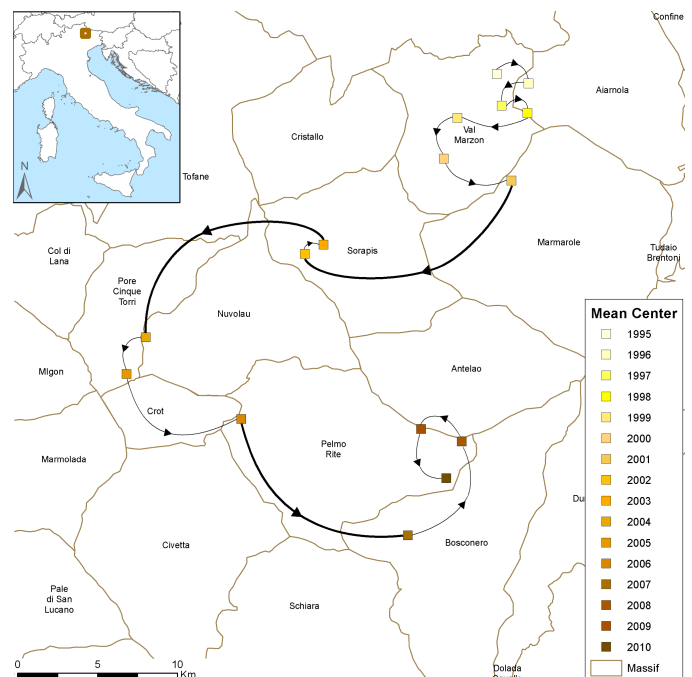 Confine
Aiarnola
Cristallo
Val
Marzon
N
Tofane
Col di
Lana
Sorapis
Marmarole
Tudaio
Brentoni
Pore
Cinque
Torri
Nuvolau
Mean Center
1995
1996
1997
1998
1999
2000
2001
2002
2003
2004
2005
2006
2007
2008
2009
2010
Massif
MIgon
Antelao
Crot
Pelmo
Rite
Marmolada
Du
Civetta
Bosconero
Pale
di San
Lucano
Schiara
Dolada
0 5 10
Km